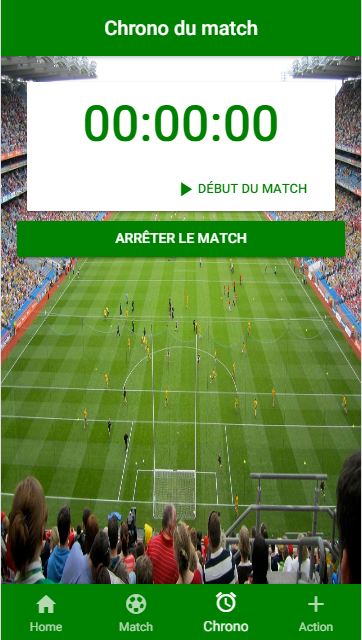 Chrono du match
00:00:00
DÉBUT DU MATCH
ARRÊTER LE MATCH
Home Match Chrono Action